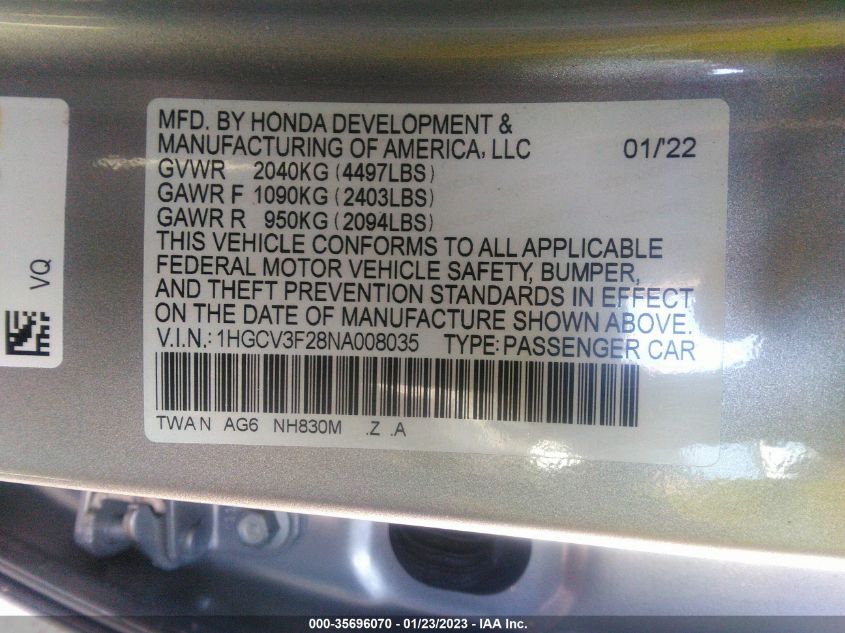 MFD. BY HONDA DEVELOPMENT &
MANUFACTURING OF AMERICA, LLC 01/'22
GVWR 2040KG (4497LBS)
GAWR F 1090KG (2403LBS)
GAWR R 950KG (2094LBS)
THIS VEHICLE CONFORMS TO ALL APPLICABLE
FEDERAL MOTOR VEHICLE SAFETY, BUMPER,
AND THEFT PREVENTION STANDARDS IN EFFECT
ON THE DATE OF MANUFACTURE SHOWN ABOVE.
V.I.N.: 1HGCV3F28NA008035 TYPE: PASSENGER CAR
TWA N AG6 NH830M .Z .A
VQ
000-35696070 - 01/23/2023 - IAA Inc.